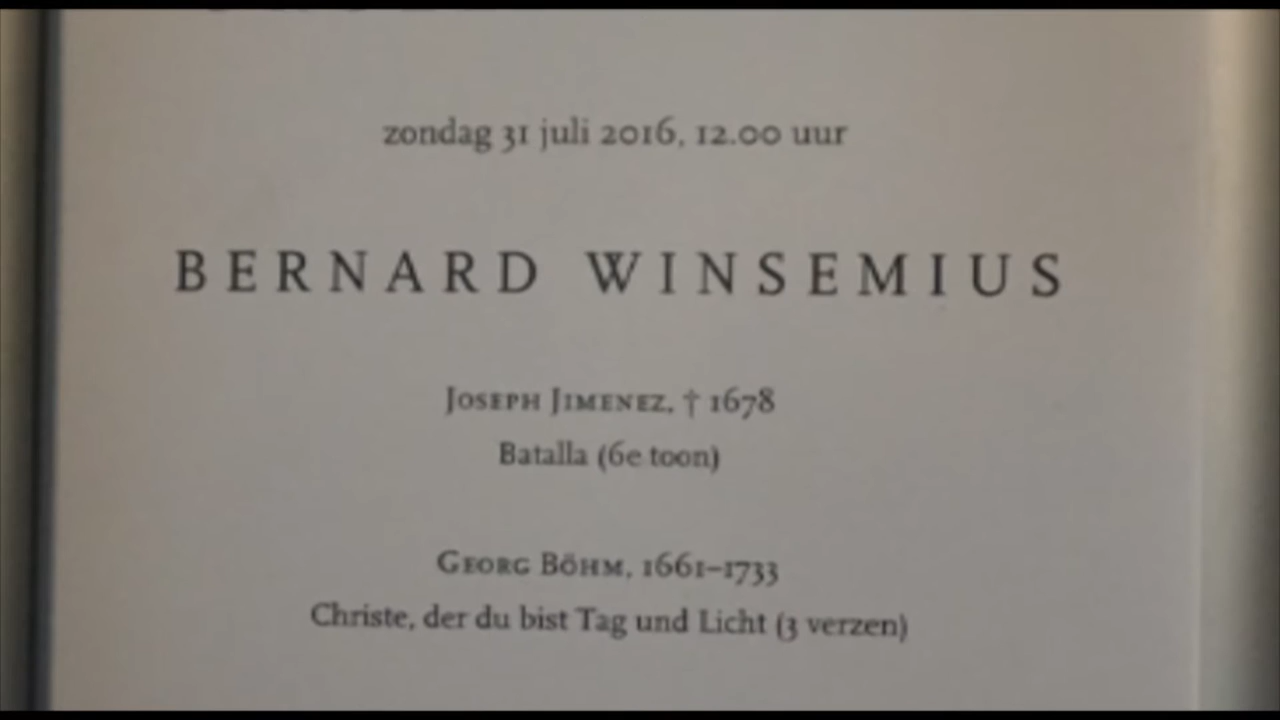 zondag 31 juli 2016, 12.00 uur
BERNARD WINSEMIUS
Joseph Jimenez, † 1678
Batalla (6e toon)
Georg Böhm, 1661–1733
Christe, der du bist Tag und Licht (3 verzen)